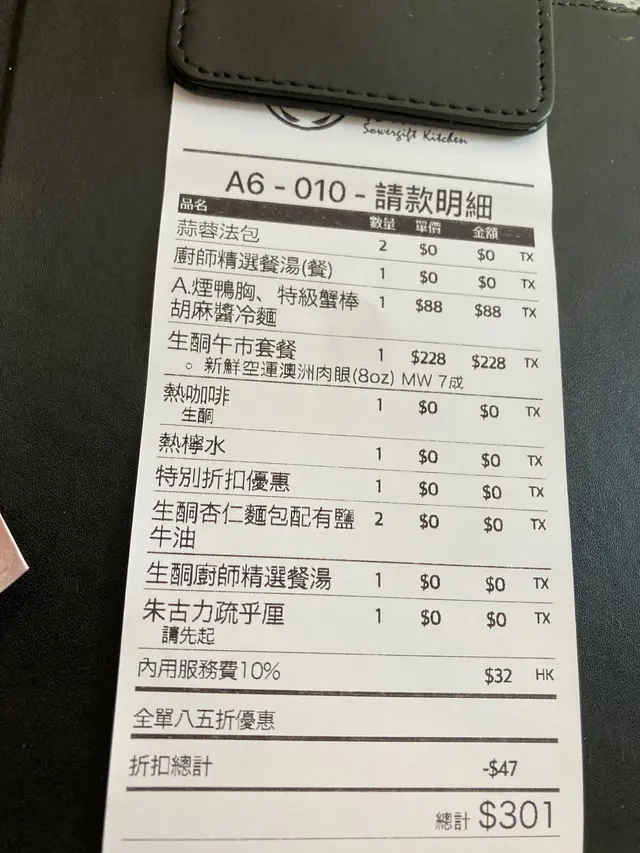 Sowergift Kitchen
A6 - 010 - 請款明細
品名 數量 單價 金額
蒜蓉法包 2 $0 $0 TX
廚師精選餐湯(餐) 1 $0 $0 TX
A.煙鴨胸、特級蟹棒 1 $88 $88 TX
胡麻醬冷麵
生酮午市套餐 1 $228 $228 TX
○ 新鮮空運澳洲肉眼(8oz) MW 7成
熱咖啡 1 $0 $0 TX
生酮
熱檸水 1 $0 $0 TX
特別折扣優惠 1 $0 $0 TX
生酮杏仁麵包配有鹽 2 $0 $0 TX
牛油
生酮廚師精選餐湯 1 $0 $0 TX
朱古力疏乎厘 1 $0 $0 TX
請先起
內用服務費10% $32 HK
全單八五折優惠
折扣總計 -$47
總計 $301